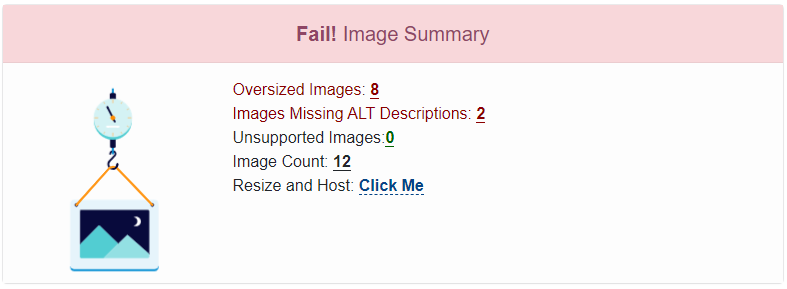 Fail! Image Summary
Oversized Images: 8
Images Missing ALT Descriptions: 2
Unsupported Images:0
Image Count: 12
Resize and Host: Click Me